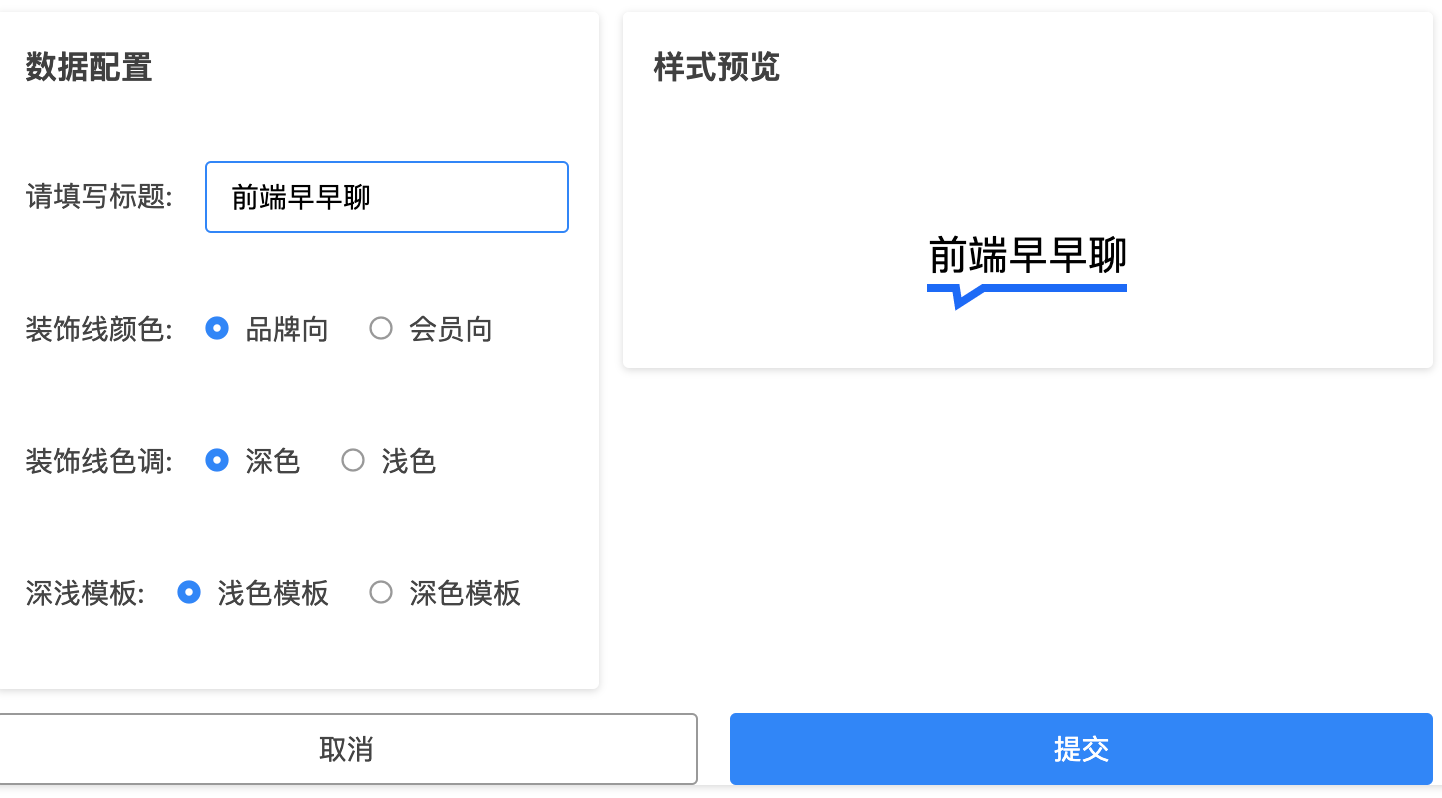 数据配置
请填写标题: 前端早早聊
装饰线颜色: 品牌向 会员向
装饰线色调: 深色 浅色
深浅模板: 浅色模板 深色模板
样式预览
前端早早聊
取消
提交